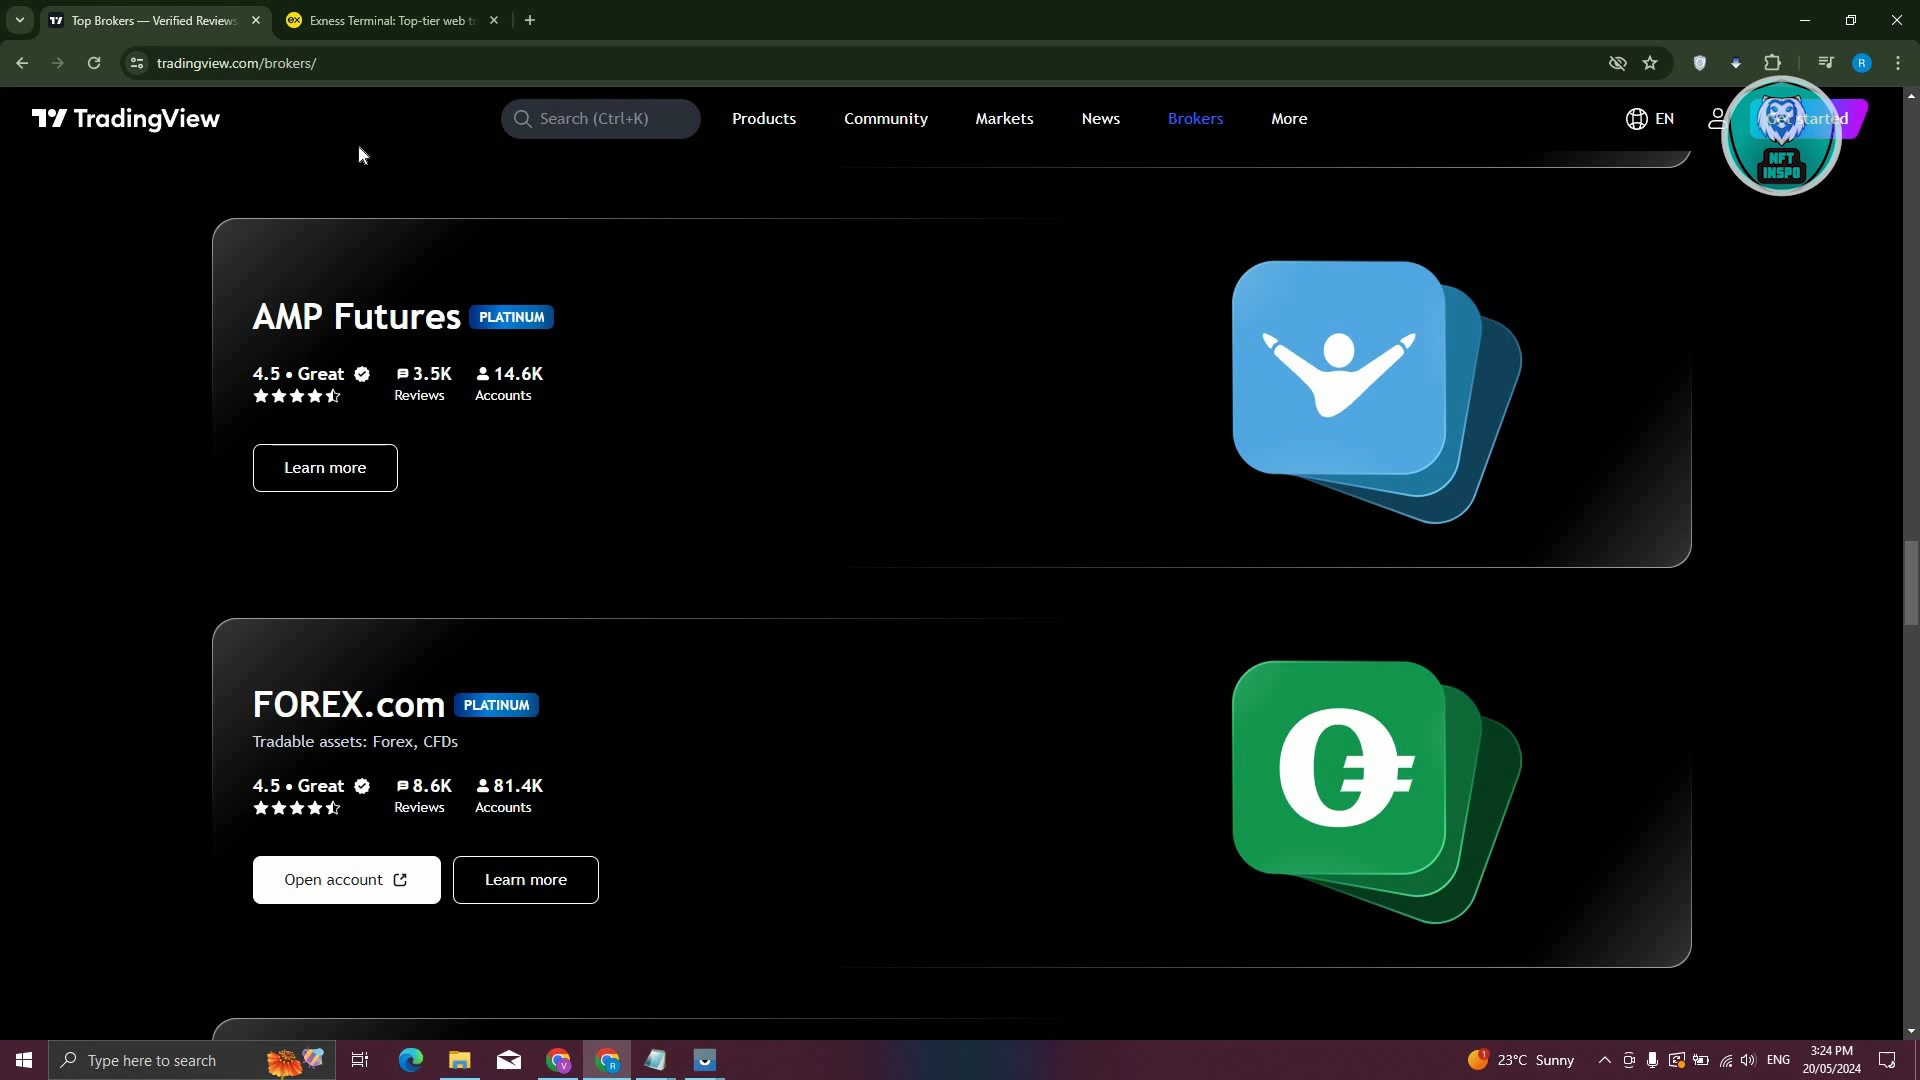 Top Brokers — Verified Reviews
Exness Terminal: Top-tier web t
tradingview.com/brokers/
R
TradingView
Search (Ctrl+K)
Products
Community
Markets
News
Brokers
More
EN
Get started
NFT
INSPO
AMP Futures PLATINUM
4.5 • Great 3.5K 14.6K
Reviews Accounts
Learn more
FOREX.com PLATINUM
Tradable assets: Forex, CFDs
4.5 • Great 8.6K 81.4K
Reviews Accounts
Open account Learn more
Type here to search
23°C Sunny
ENG
3:24 PM
20/05/2024